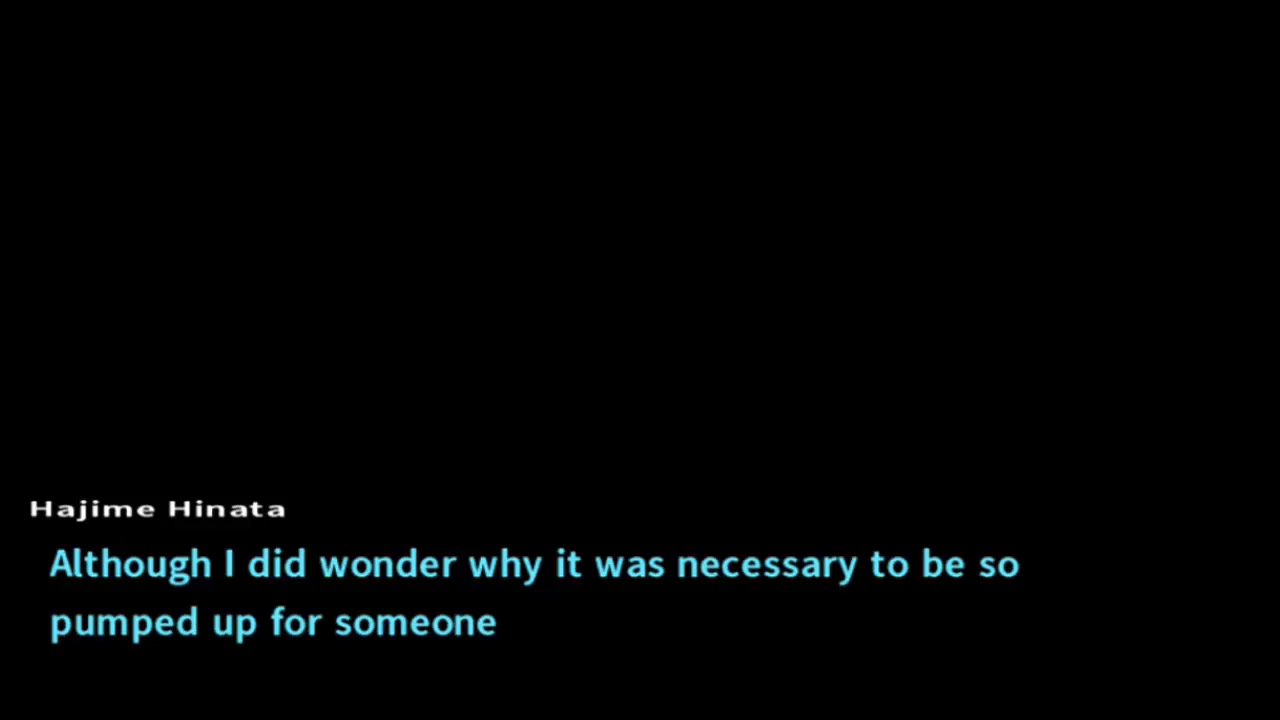 Hajime Hinata
Although I did wonder why it was necessary to be so
pumped up for someone